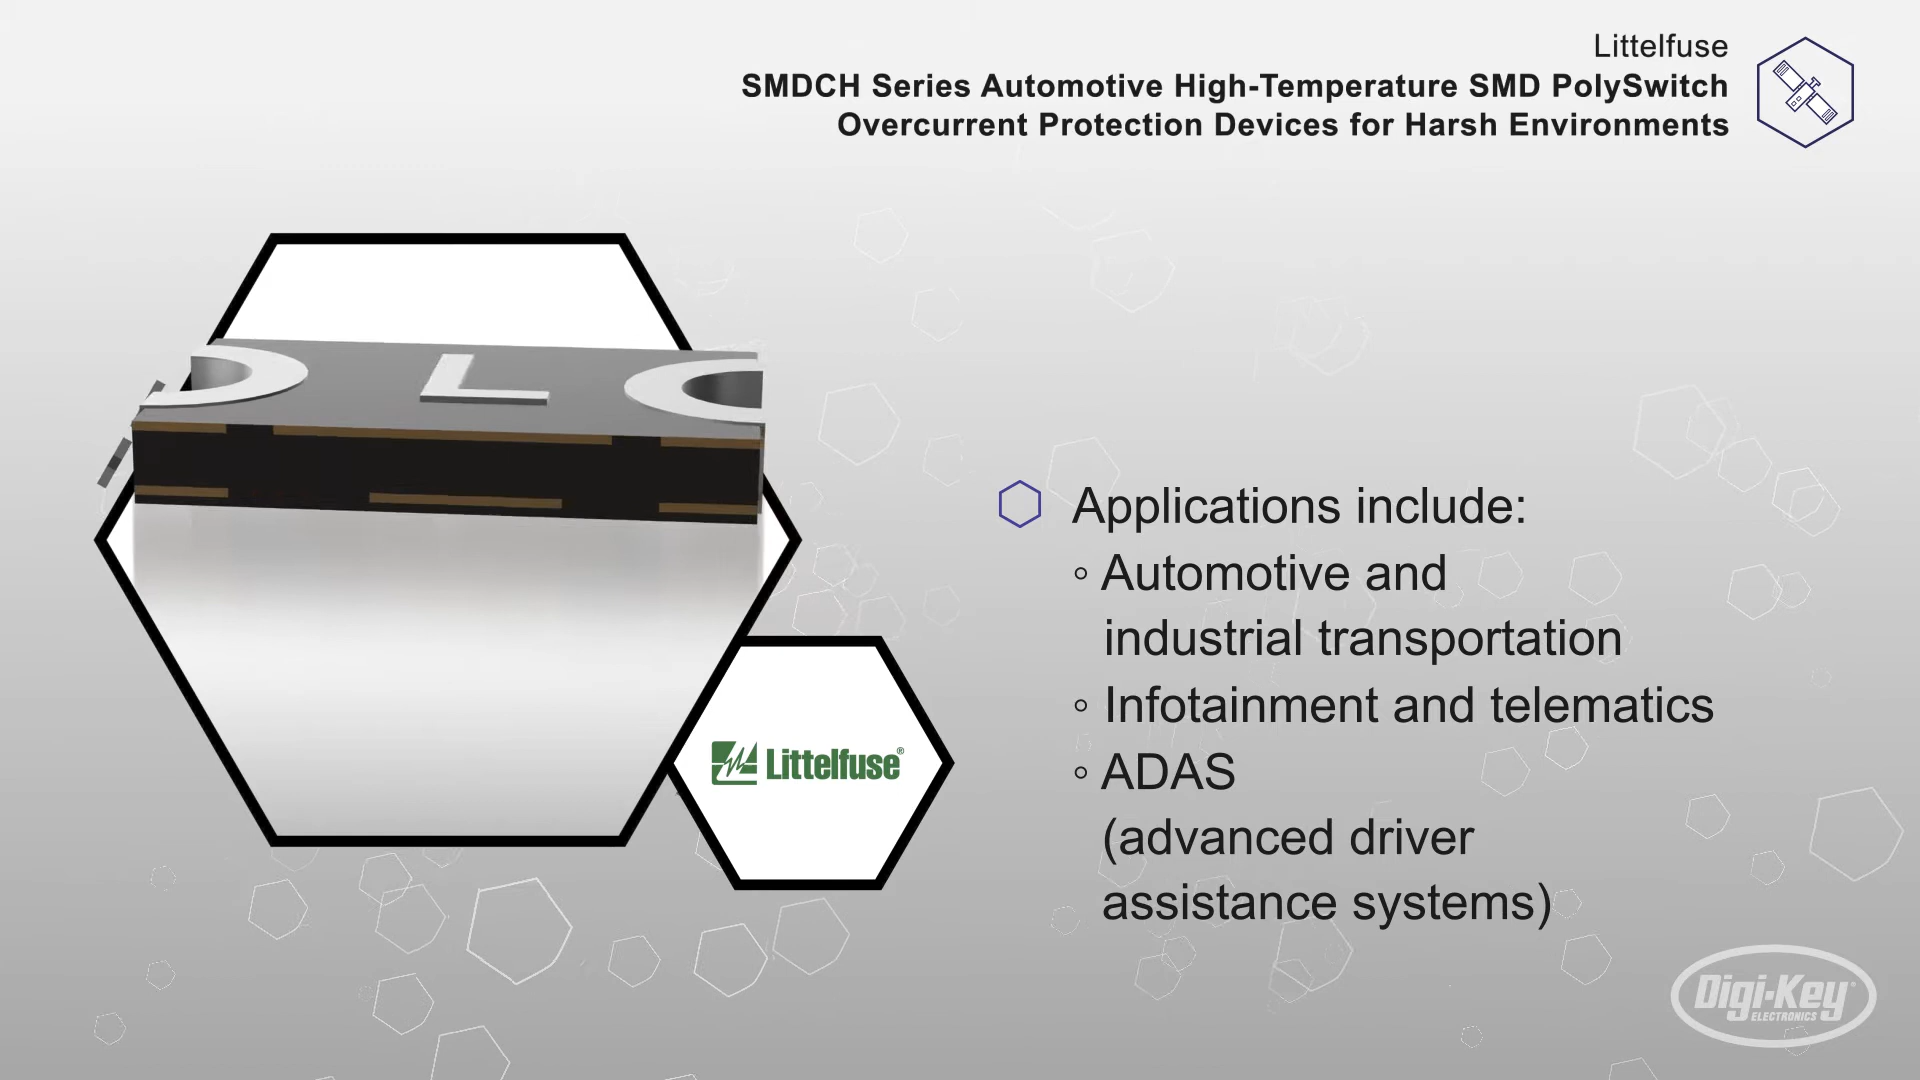 Littelfuse
SMDCH Series Automotive High-Temperature SMD PolySwitch
Overcurrent Protection Devices for Harsh Environments
L
Littelfuse®
Applications include:
◦ Automotive and
industrial transportation
◦ Infotainment and telematics
◦ ADAS
(advanced driver
assistance systems)
Digi-Key®
ELECTRONICS